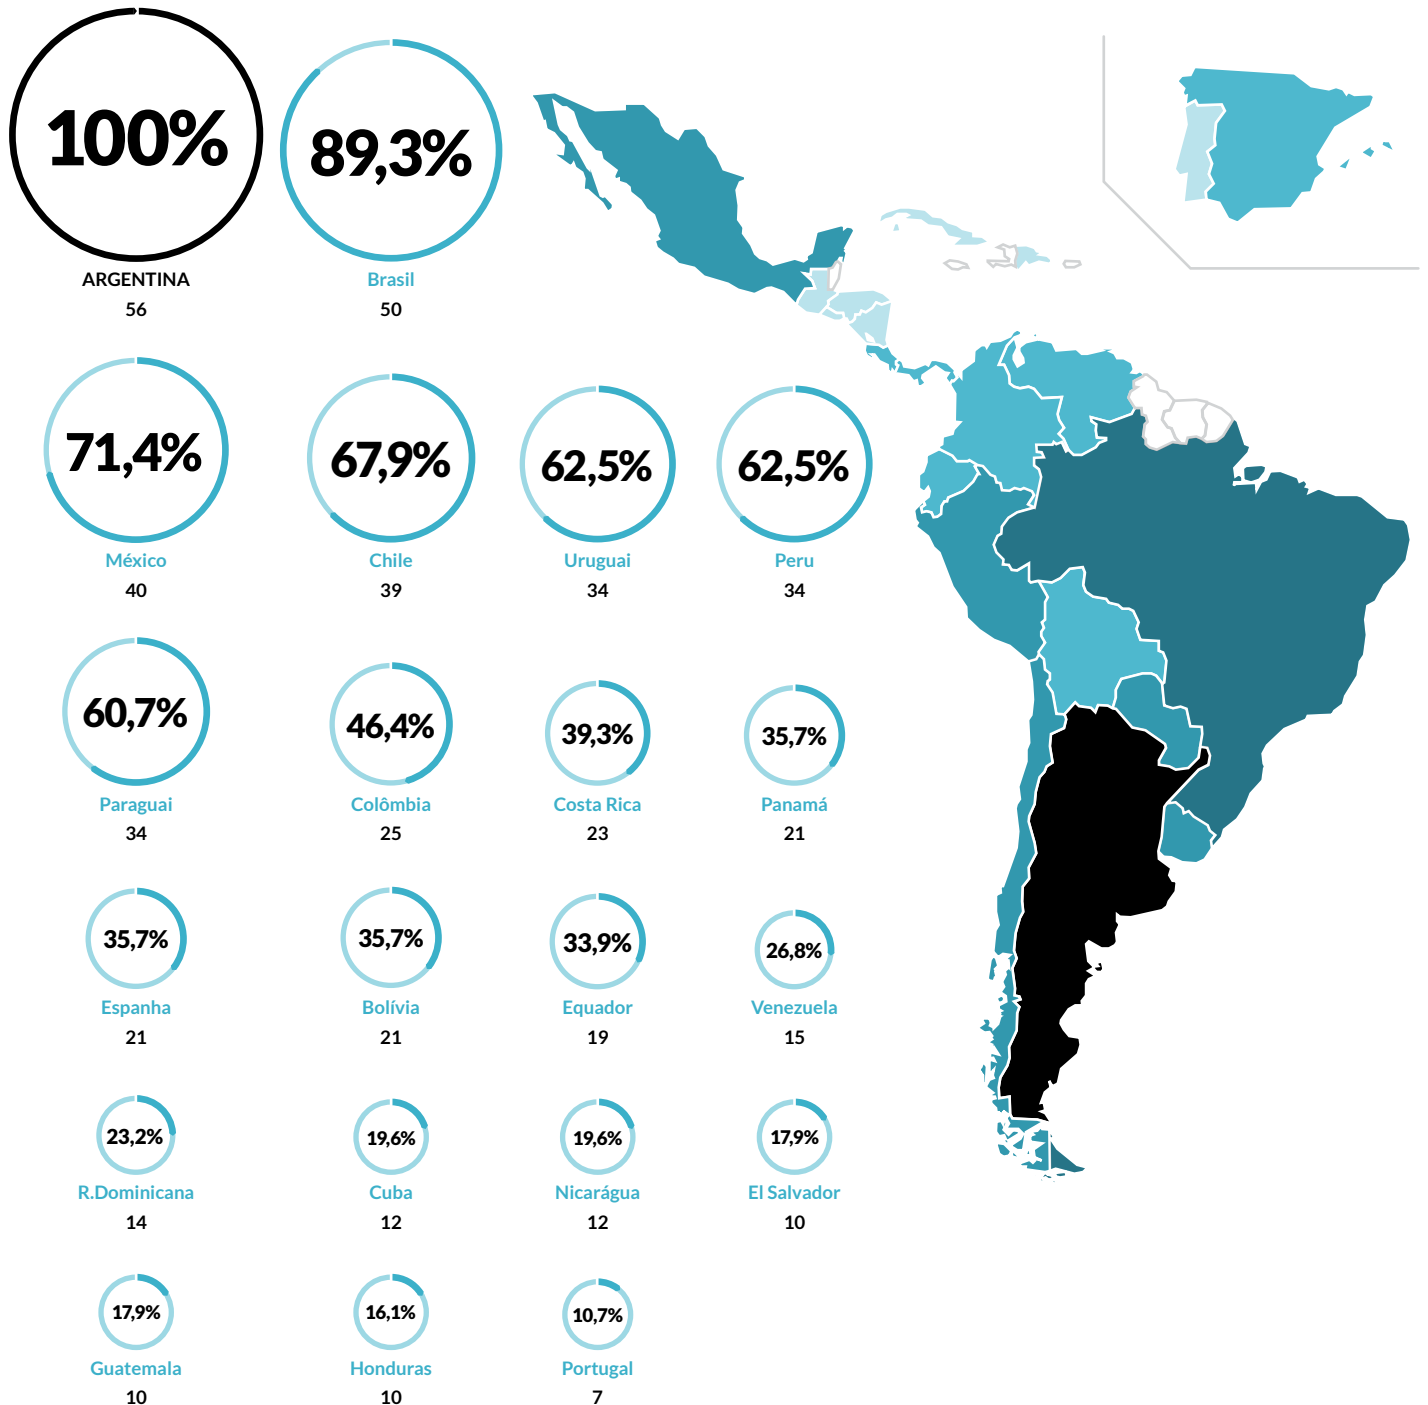 100%
ARGENTINA
56
89,3%
Brasil
50
71,4%
México
40
67,9%
Chile
39
62,5%
Uruguai
34
62,5%
Peru
34
60,7%
Paraguai
34
46,4%
Colômbia
25
39,3%
Costa Rica
23
35,7%
Panamá
21
35,7%
Espanha
21
35,7%
Bolívia
21
33,9%
Equador
19
26,8%
Venezuela
15
23,2%
R.Dominicana
14
19,6%
Cuba
12
19,6%
Nicarágua
12
17,9%
El Salvador
10
17,9%
Guatemala
10
16,1%
Honduras
10
10,7%
Portugal
7